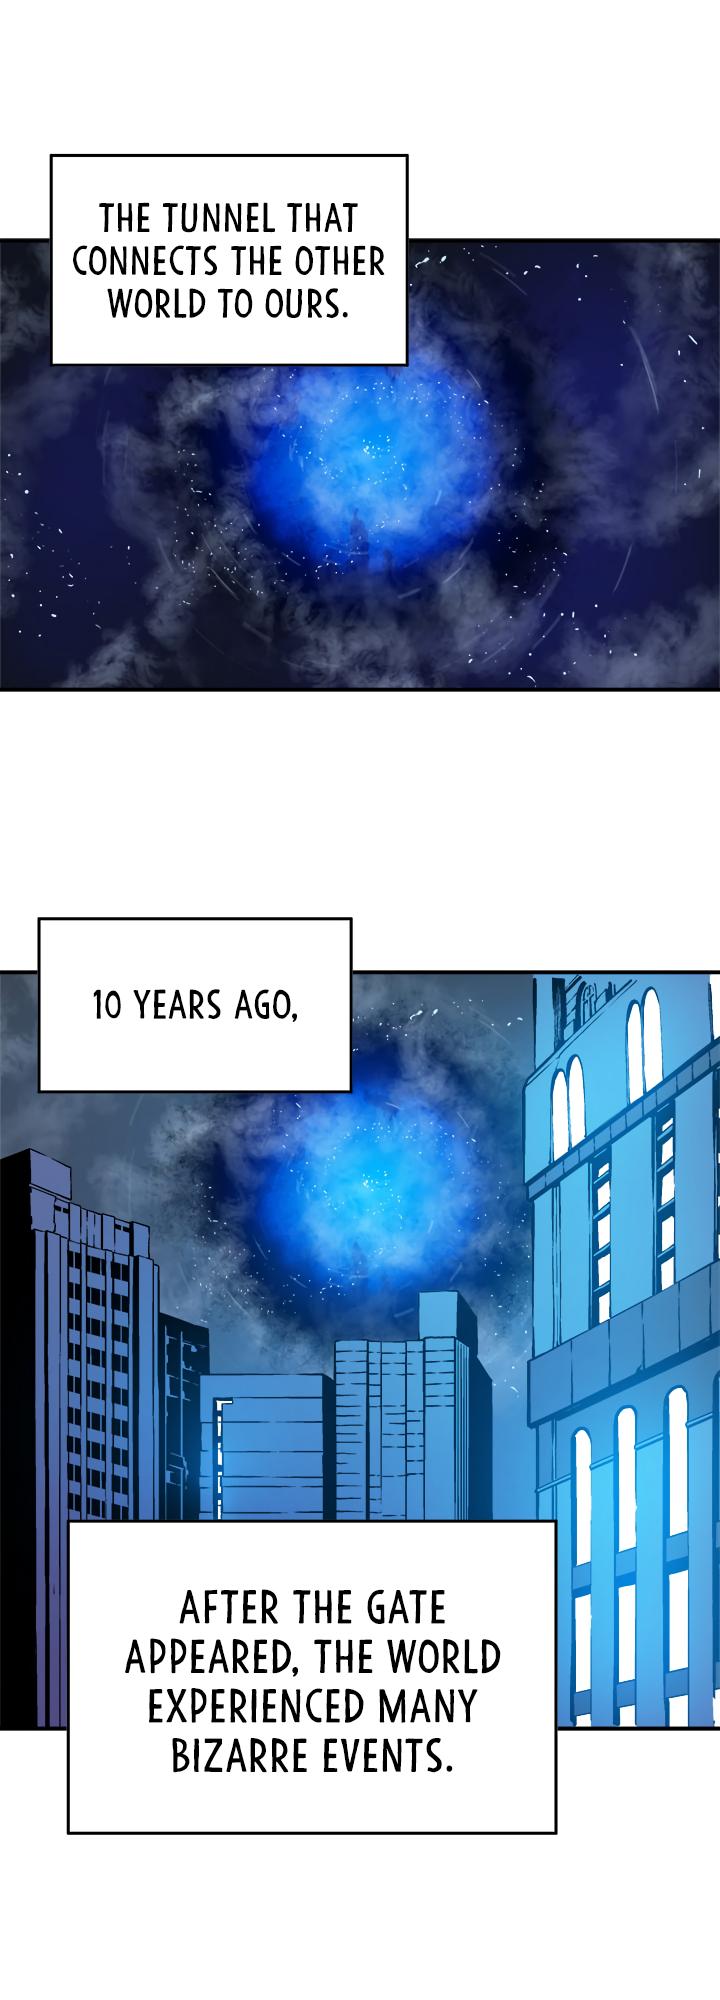 THE TUNNEL THAT
CONNECTS THE OTHER
WORLD TO OURS.
10 YEARS AGO,
AFTER THE GATE
APPEARED, THE WORLD
EXPERIENCED MANY
BIZARRE EVENTS.